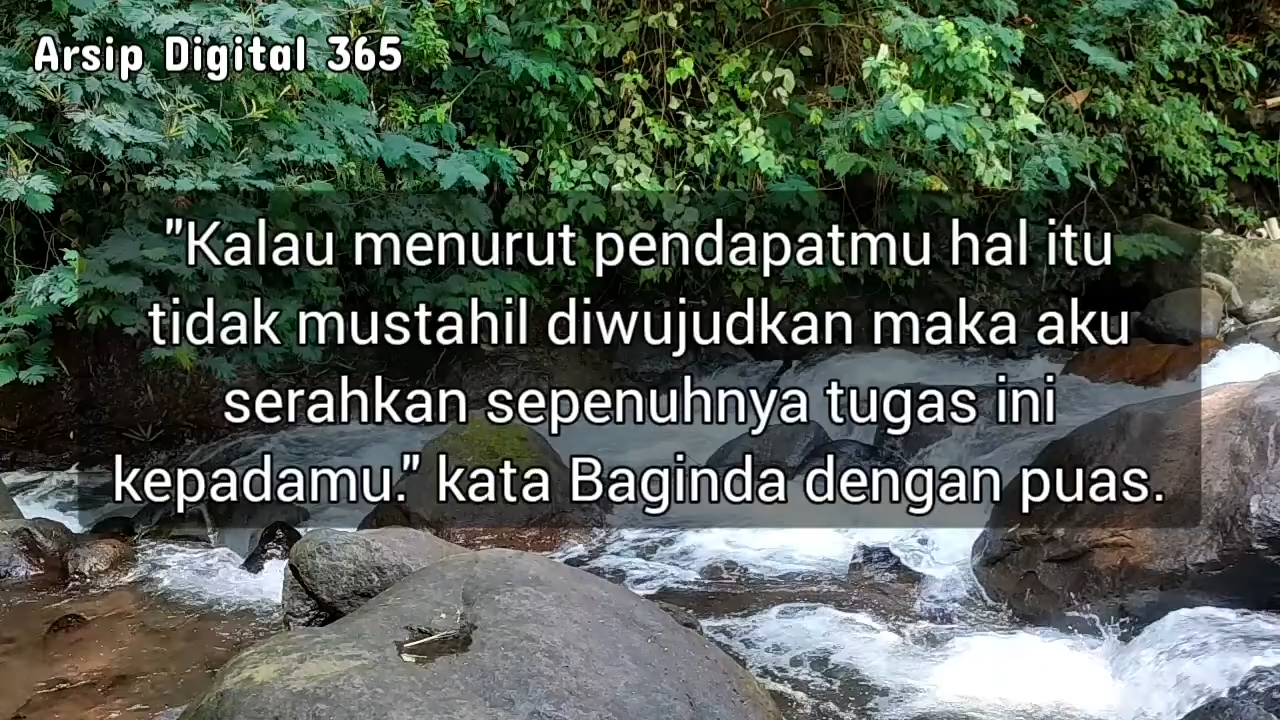 Arsip Digital 365
"Kalau menurut pendapatmu hal itu
tidak mustahil diwujudkan maka aku
serahkan sepenuhnya tugas ini
kepadamu." kata Baginda dengan puas.